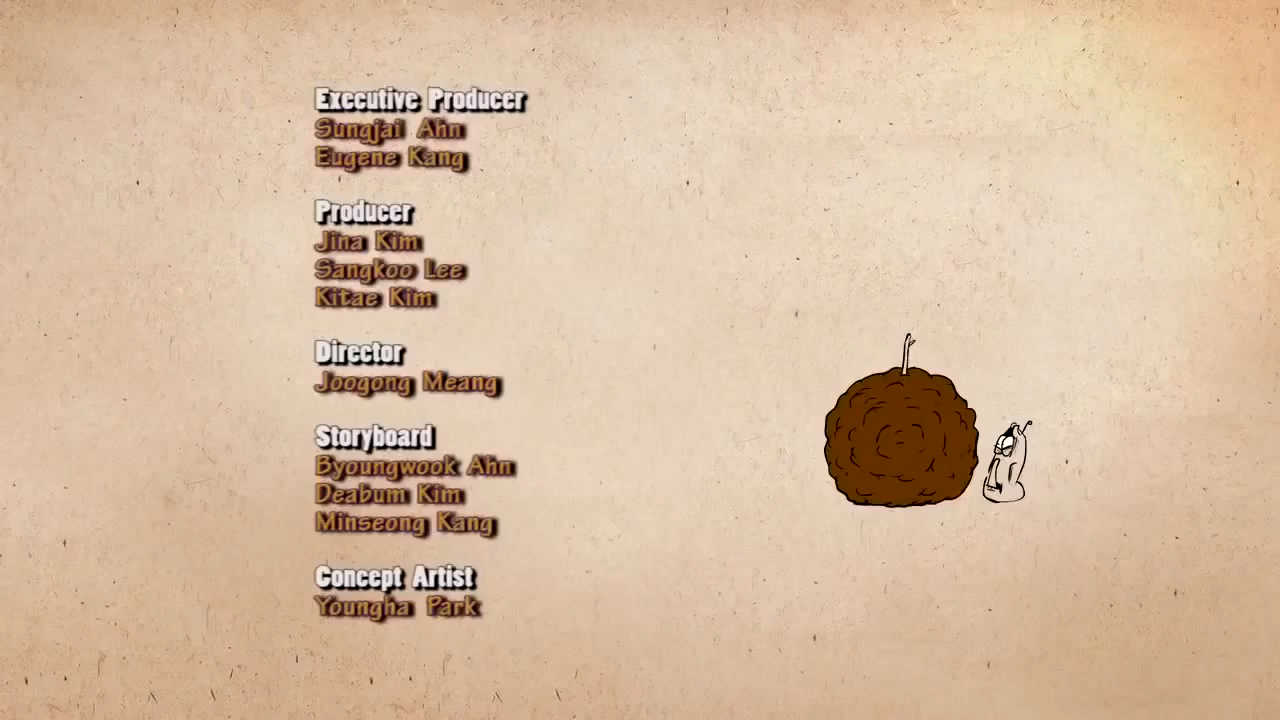 Executive Producer
Sungjai Ahn
Eugene Kang
Producer
Jina Kim
Sangkoo Lee
Kitae Kim
Director
Joogong Meang
Storyboard
Byoungwook Ahn
Deabum Kim
Minseong Kang
Concept Artist
Youngha Park